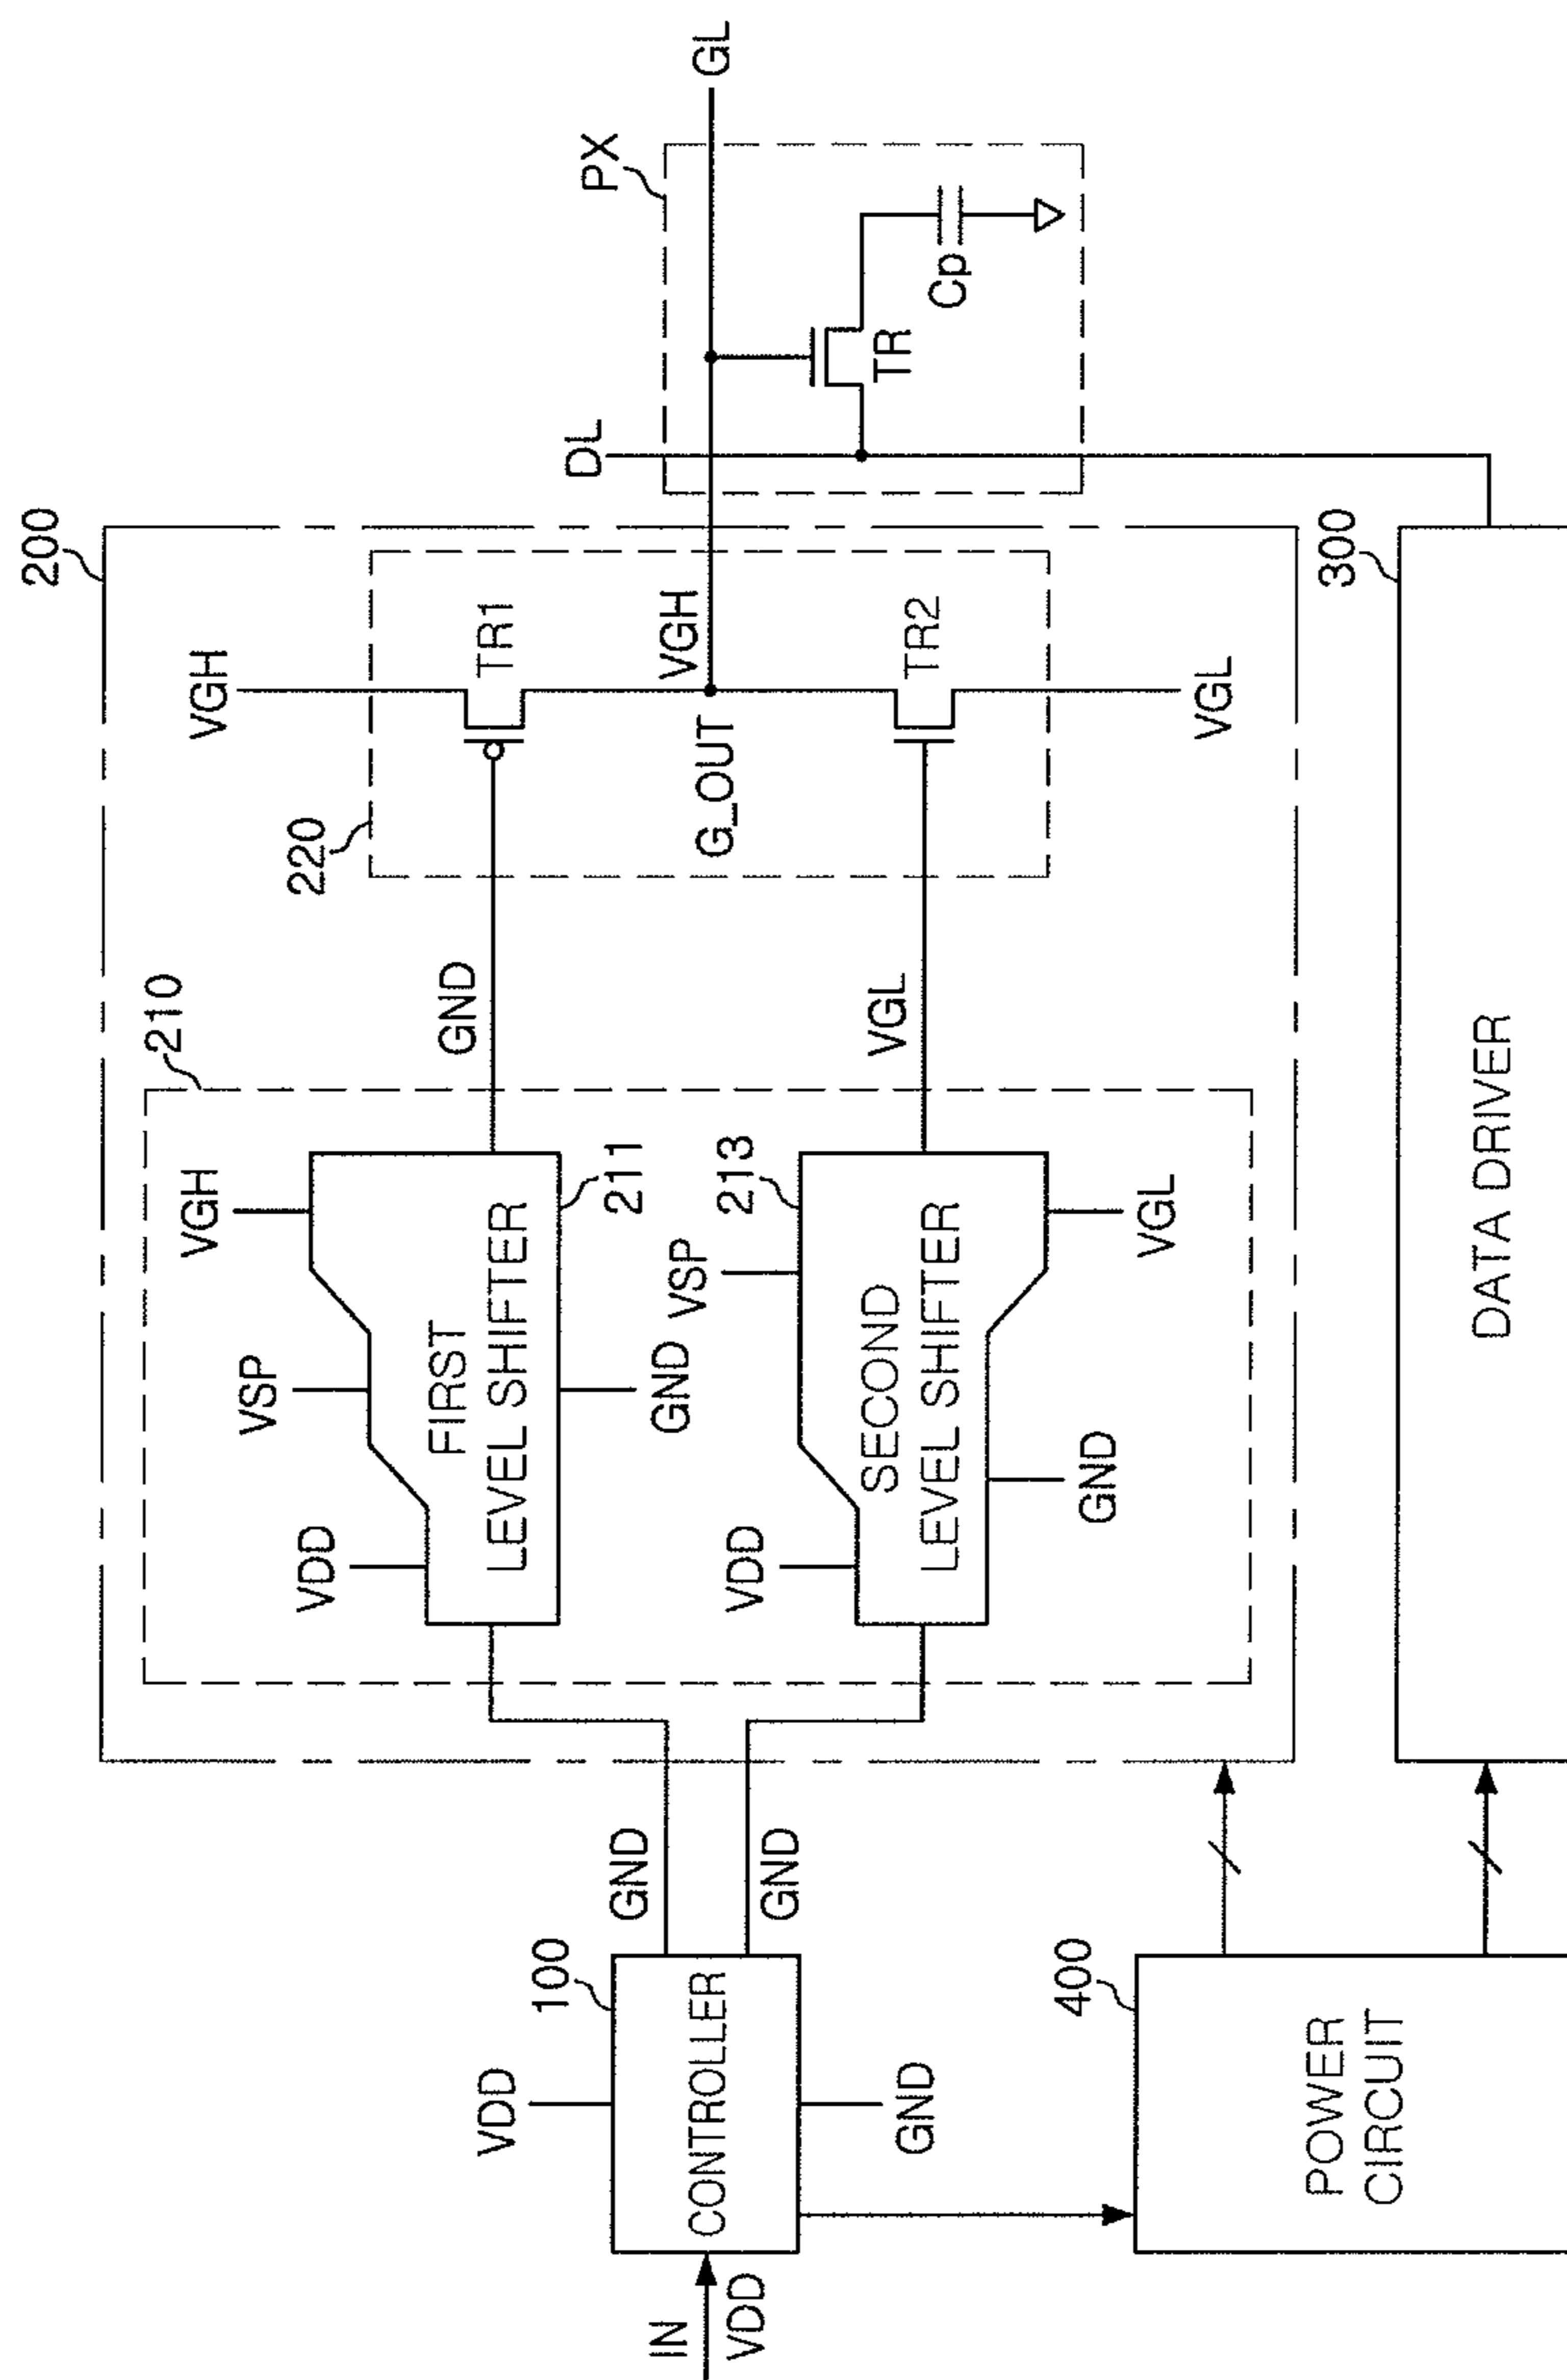 200
210
220
VGH
VSP
VDD
FIRST
LEVEL SHIFTER
211
GND
GND
VGH
TR1
VGH
G_OUT
TR2
VGL
VSP
VDD
SECOND
LEVEL SHIFTER
213
GND
VGL
VGL
DL
PX
GL
TR
Cp
IN
VDD
VDD
100
CONTROLLER
GND
GND
GND
400
POWER
CIRCUIT
300
DATA DRIVER